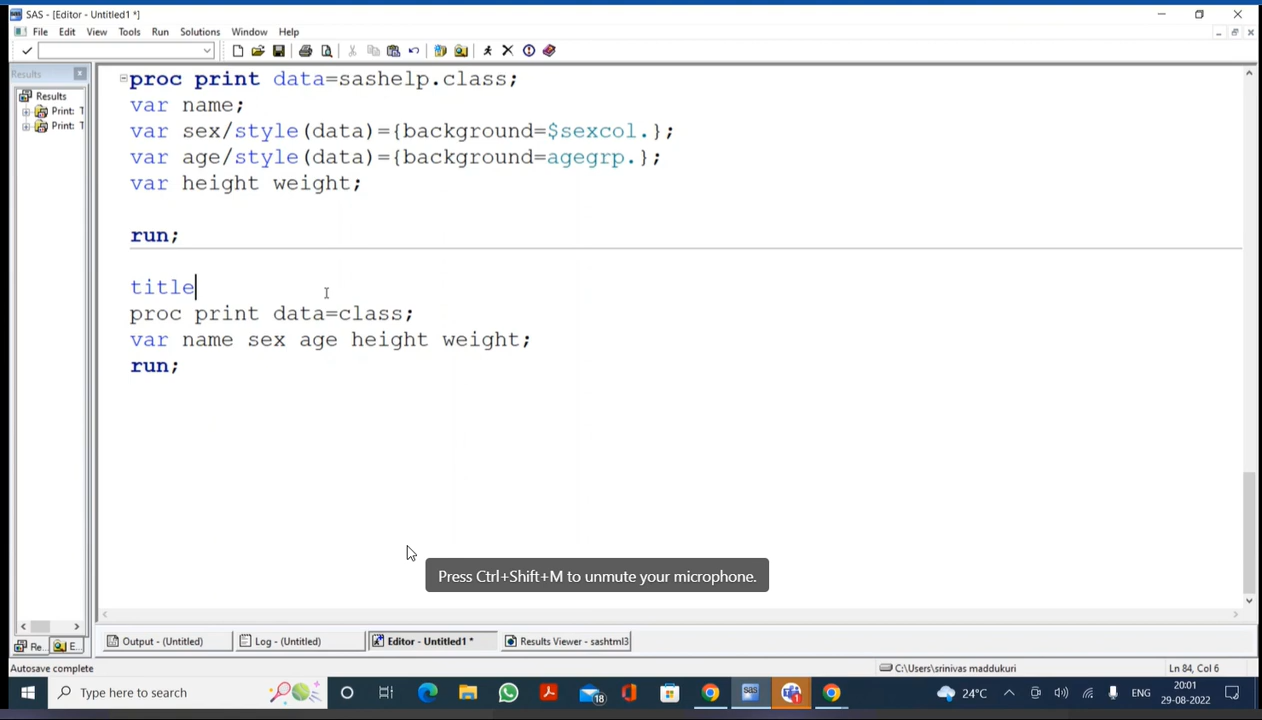 SAS - [Editor - Untitled1 *]
File Edit View Tools Run Solutions Window Help
Results
Results
Print: T
Print: T
proc print data=sashelp.class;
var name;
var sex/style(data)={background=$sexcol.};
var age/style(data)={background=agegrp.};
var height weight;
run;
title
proc print data=class;
var name sex age height weight;
run;
Press Ctrl+Shift+M to unmute your microphone.
Re... E...
Output - (Untitled) Log - (Untitled) Editor - Untitled1 * Results Viewer - sashtml3
Autosave complete C:\Users\srinivas maddukuri Ln 84, Col 6
Type here to search 18 sas 1 24°C ENG 20:01
29-08-2022